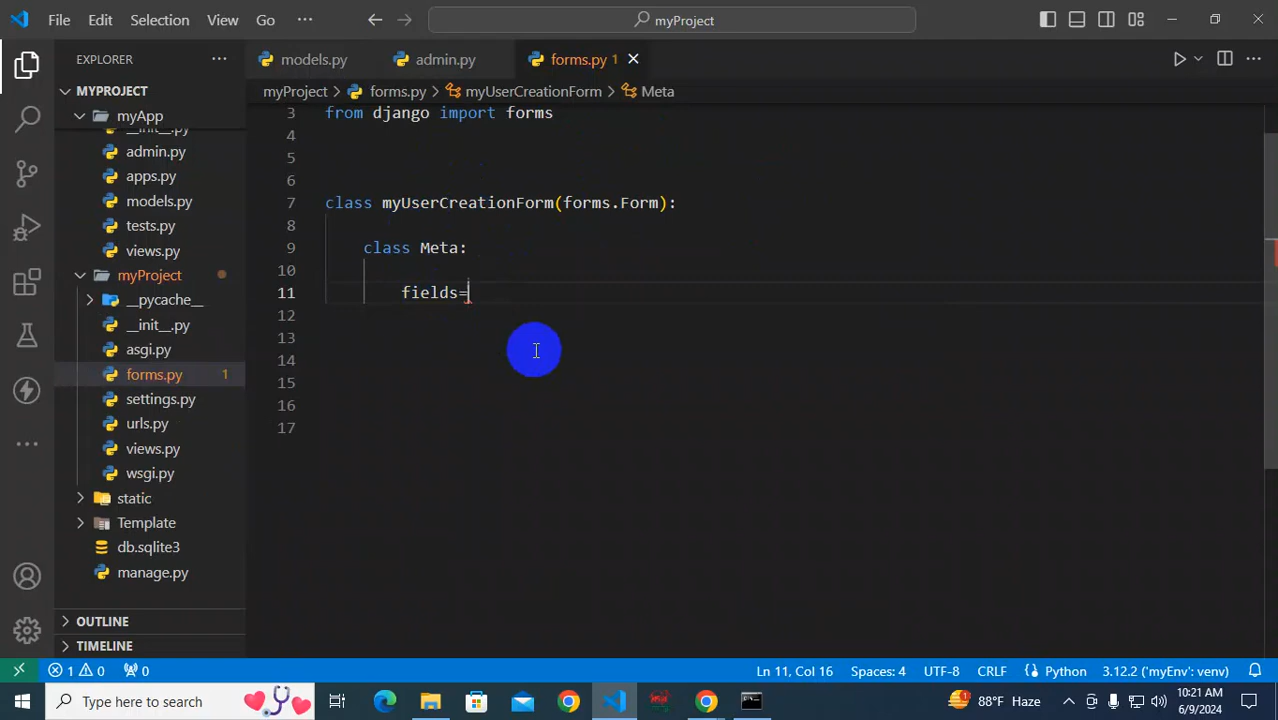 File Edit Selection View Go ··· myProject
EXPLORER ··· models.py admin.py forms.py 1
MYPROJECT myProject > forms.py > myUserCreationForm > Meta
myApp
__init__.py
admin.py
apps.py
models.py
tests.py
views.py
myProject
__pycache__
__init__.py
asgi.py
forms.py 1
settings.py
urls.py
views.py
wsgi.py
static
Template
db.sqlite3
manage.py
OUTLINE
TIMELINE
3 from django import forms
4
5
6
7 class myUserCreationForm(forms.Form):
8
9 class Meta:
10
11 fields=
12
13
14
15
16
17
1 0 0 Ln 11, Col 16 Spaces: 4 UTF-8 CRLF Python 3.12.2 ('myEnv': venv)
Type here to search 1 88°F Haze 10:21 AM
6/9/2024